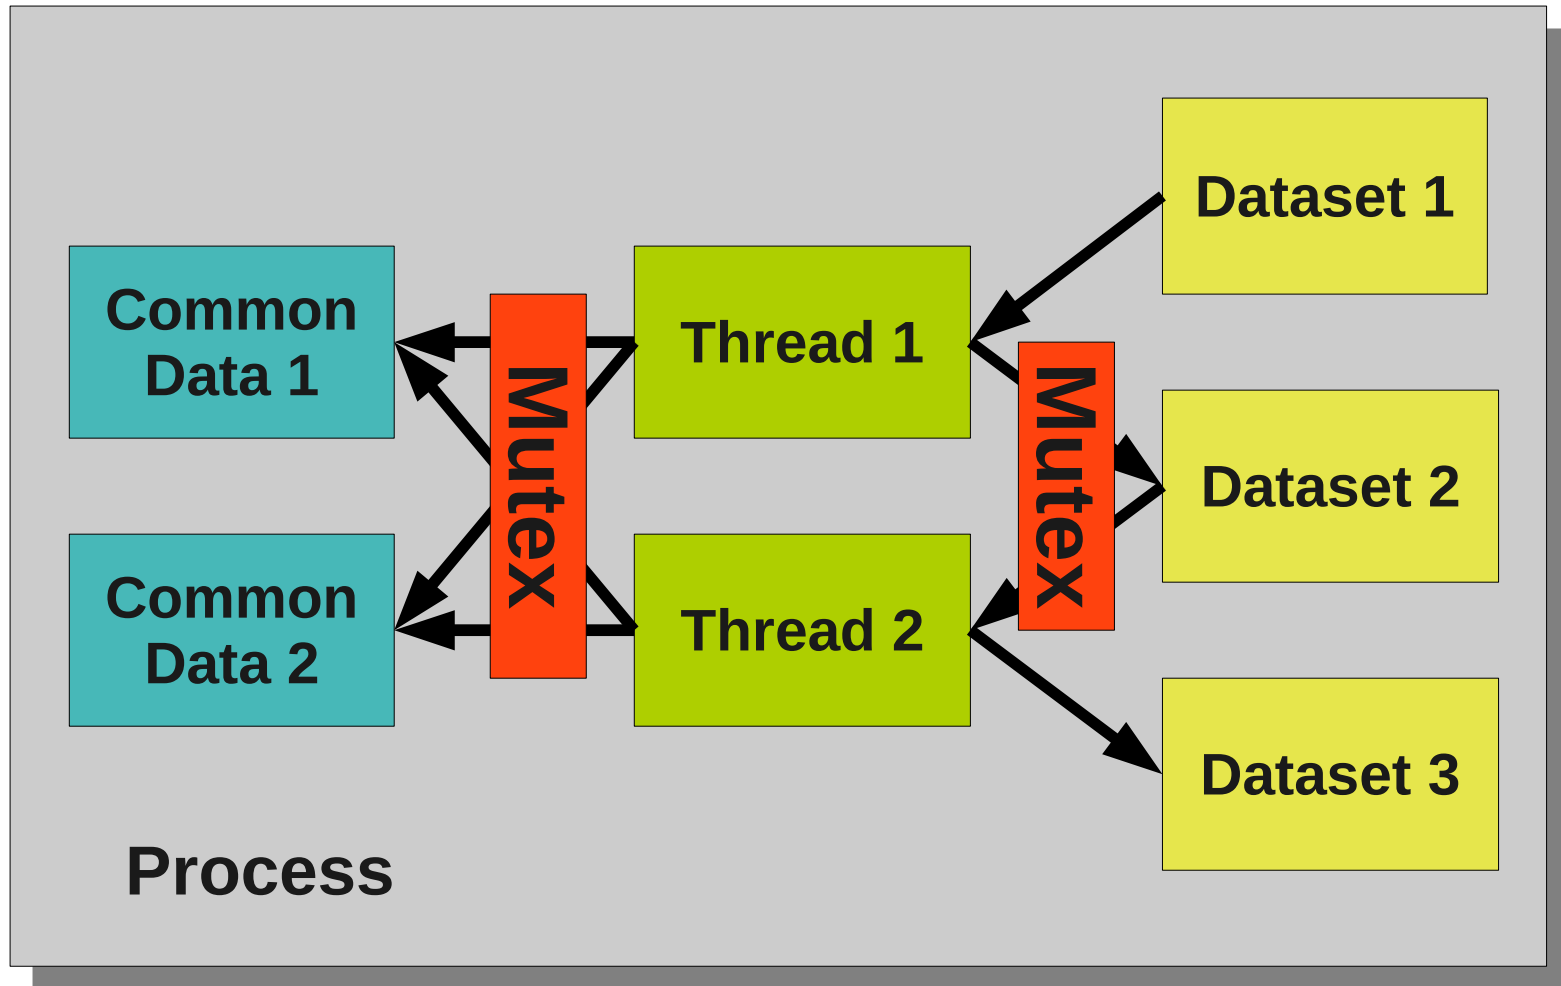 Dataset 1
Common
Data 1
Mutex
Thread 1
Mutex
Dataset 2
Common
Data 2
Thread 2
Dataset 3
Process